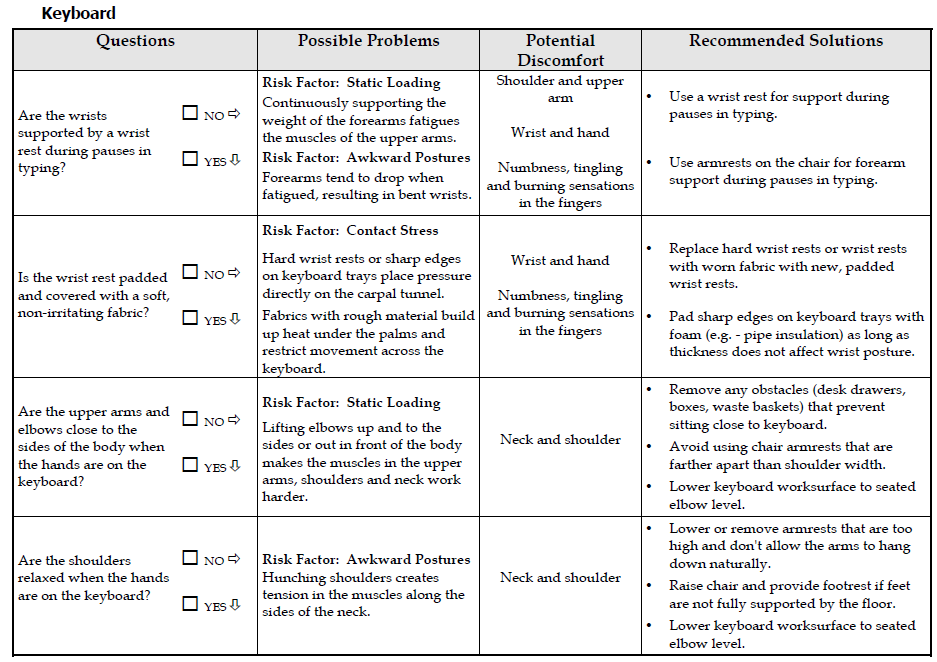 Keyboard
Questions
Possible Problems
Potential
Discomfort
Recommended Solutions
Are the wrists
supported by a wrist
rest during pauses in
typing?
☐ NO ⇨
☐ YES ⇩
Risk Factor: Static Loading
Continuously supporting the
weight of the forearms fatigues
the muscles of the upper arms.
Risk Factor: Awkward Postures
Forearms tend to drop when
fatigued, resulting in bent wrists.
Shoulder and upper
arm
Wrist and hand
Numbness, tingling
and burning sensations
in the fingers
• Use a wrist rest for support during
pauses in typing.
• Use armrests on the chair for forearm
support during pauses in typing.
Is the wrist rest padded
and covered with a soft,
non-irritating fabric?
☐ NO ⇨
☐ YES ⇩
Risk Factor: Contact Stress
Hard wrist rests or sharp edges
on keyboard trays place pressure
directly on the carpal tunnel.
Fabrics with rough material build
up heat under the palms and
restrict movement across the
keyboard.
Wrist and hand
Numbness, tingling
and burning sensations
in the fingers
• Replace hard wrist rests or wrist rests
with worn fabric with new, padded
wrist rests.
• Pad sharp edges on keyboard trays with
foam (e.g. - pipe insulation) as long as
thickness does not affect wrist posture.
Are the upper arms and
elbows close to the
sides of the body when
the hands are on the
keyboard?
☐ NO ⇨
☐ YES ⇩
Risk Factor: Static Loading
Lifting elbows up and to the
sides or out in front of the body
makes the muscles in the upper
arms, shoulders and neck work
harder.
Neck and shoulder
• Remove any obstacles (desk drawers,
boxes, waste baskets) that prevent
sitting close to keyboard.
• Avoid using chair armrests that are
farther apart than shoulder width.
• Lower keyboard worksurface to seated
elbow level.
Are the shoulders
relaxed when the hands
are on the keyboard?
☐ NO ⇨
☐ YES ⇩
Risk Factor: Awkward Postures
Hunching shoulders creates
tension in the muscles along the
sides of the neck.
Neck and shoulder
• Lower or remove armrests that are too
high and don't allow the arms to hang
down naturally.
• Raise chair and provide footrest if feet
are not fully supported by the floor.
• Lower keyboard worksurface to seated
elbow level.